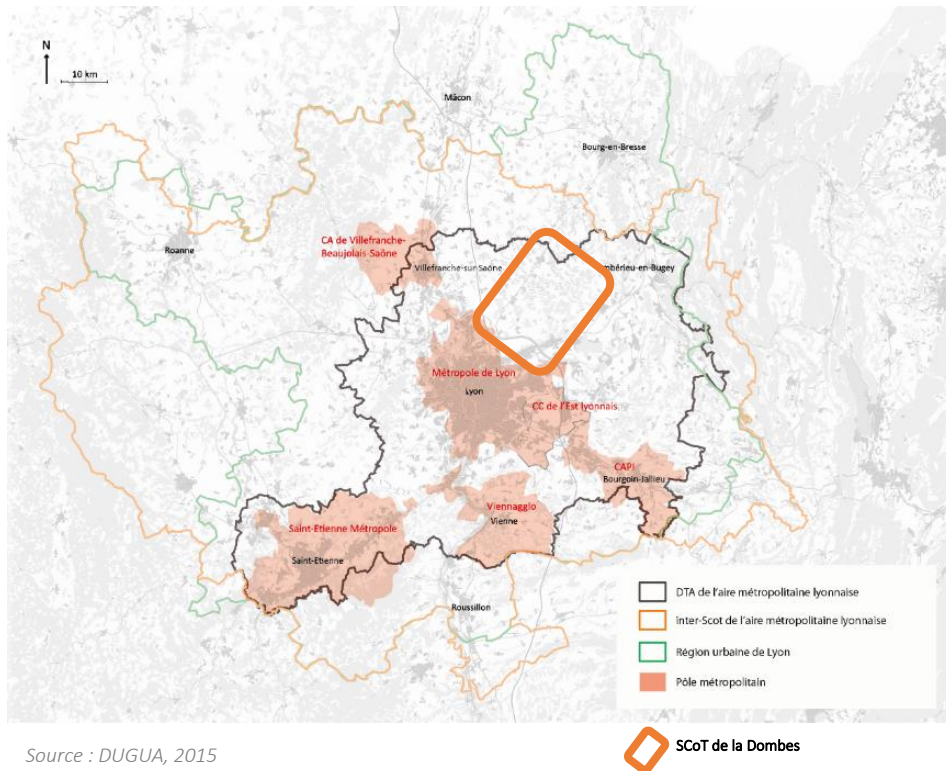 N
10 km
Mâcon
Bourg-en-Bresse
Roanne
CA de Villefranche-
Beaujolais-Saône
Villefranche-sur-Saône
mbérieu-en-Bugey
Métropole de Lyon
Lyon
CC de l'Est lyonnais
CAPI
Bourgoin-Jallieu
Viennagglo
Vienne
Saint-Etienne Métropole
Saint-Etienne
Roussillon
DTA de l'aire métropolitaine lyonnaise
Inter-Scot de l'aire métropolitaine lyonnaise
Région urbaine de Lyon
Pôle métropolitain
Source : DUGUA, 2015
SCoT de la Dombes